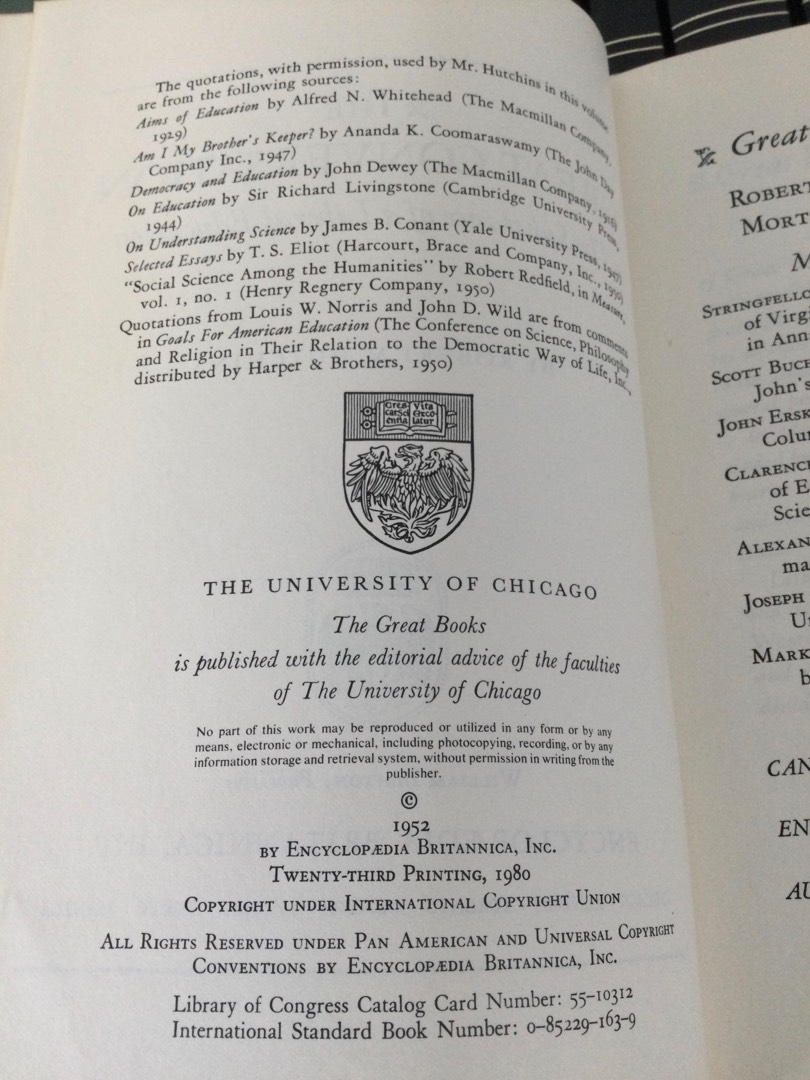 The quotations, with permission, used by Mr. Hutchins in this volume
are from the following sources:
Aims of Education by Alfred N. Whitehead (The Macmillan Company,
1929)
Am I My Brother's Keeper? by Ananda K. Coomaraswamy (The John Day
Company Inc., 1947)
Democracy and Education by John Dewey (The Macmillan Company, 1916)
On Education by Sir Richard Livingstone (Cambridge University Press,
1944)
On Understanding Science by James B. Conant (Yale University Press, 1947)
Selected Essays by T. S. Eliot (Harcourt, Brace and Company, Inc., 1950)
"Social Science Among the Humanities" by Robert Redfield, in Measure,
vol. 1, no. 1 (Henry Regnery Company, 1950)
Quotations from Louis W. Norris and John D. Wild are from comments
in Goals For American Education (The Conference on Science, Philosophy
and Religion in Their Relation to the Democratic Way of Life, Inc.,
distributed by Harper & Brothers, 1950)
Cres Vita
cat Sci Exco
entia latur
THE UNIVERSITY OF CHICAGO
The Great Books
is published with the editorial advice of the faculties
of The University of Chicago
No part of this work may be reproduced or utilized in any form or by any
means, electronic or mechanical, including photocopying, recording, or by any
information storage and retrieval system, without permission in writing from the
publisher.
©
1952
BY ENCYCLOPÆDIA BRITANNICA, INC.
TWENTY-THIRD PRINTING, 1980
COPYRIGHT UNDER INTERNATIONAL COPYRIGHT UNION
ALL RIGHTS RESERVED UNDER PAN AMERICAN AND UNIVERSAL COPYRIGHT
CONVENTIONS BY ENCYCLOPÆDIA BRITANNICA, INC.
Library of Congress Catalog Card Number: 55-10312
International Standard Book Number: 0-85229-163-9
Great
ROBERT
MORT
M
STRINGFELLO
of Virgi
in Ann
SCOTT BUCH
John's
JOHN ERSK
Colu
CLARENC
of E
Scie
ALEXAN
ma
JOSEPH
U
MARK
b
CAN
EN
AU